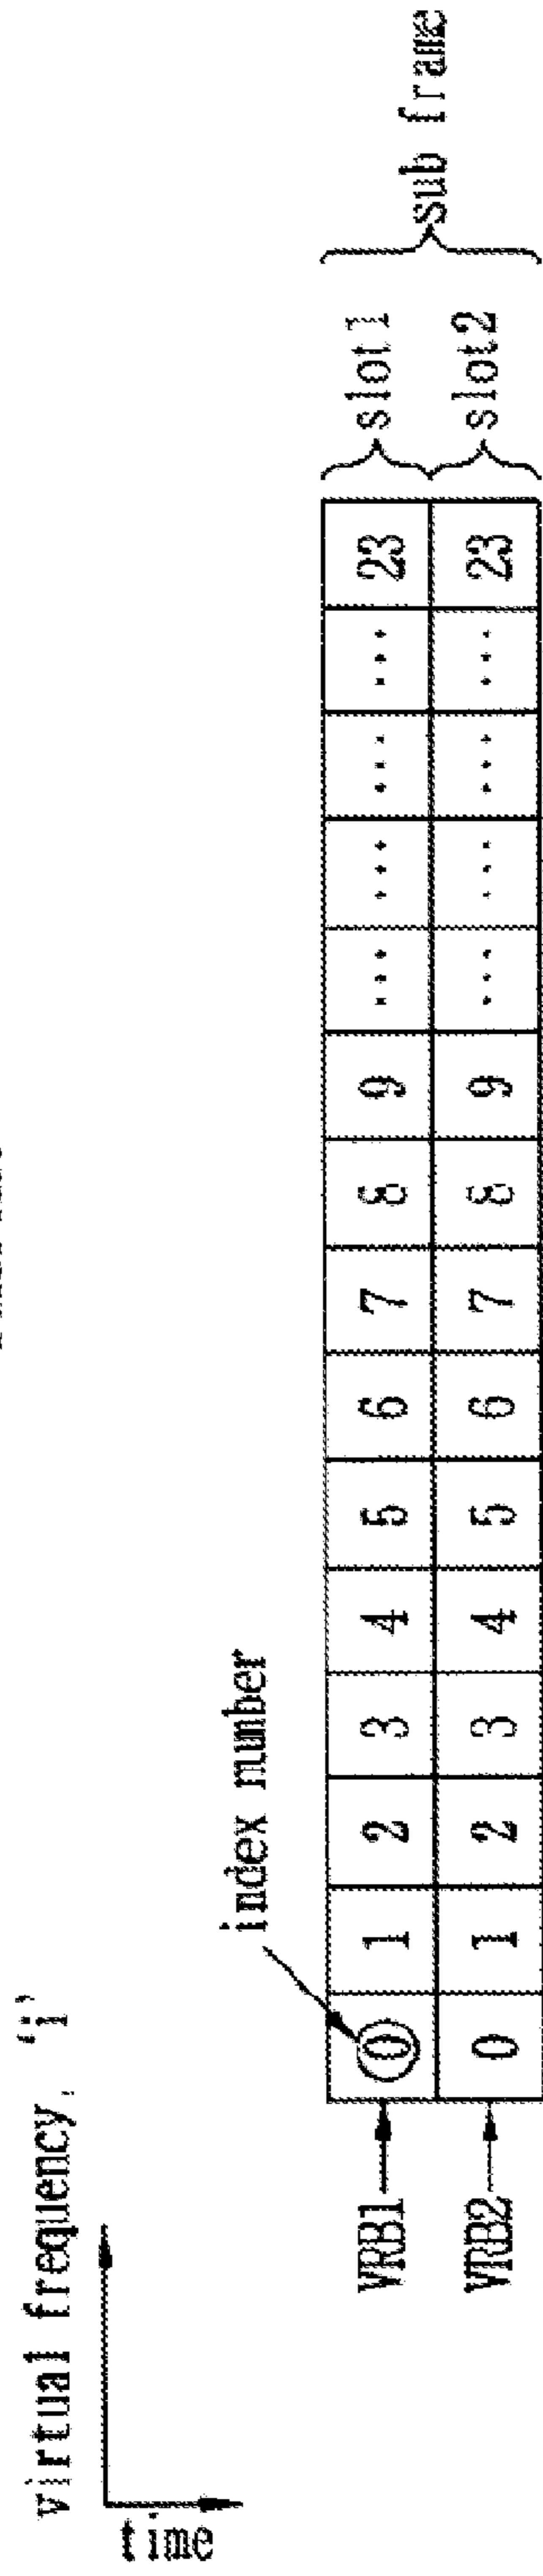 virtual frequency, 'i'
time
index number
VRB1 0 1 2 3 4 5 6 7 8 9 ... ... ... ... 23 slot1
VRB2 0 1 2 3 4 5 6 7 8 9 ... ... ... ... 23 slot2
sub frame